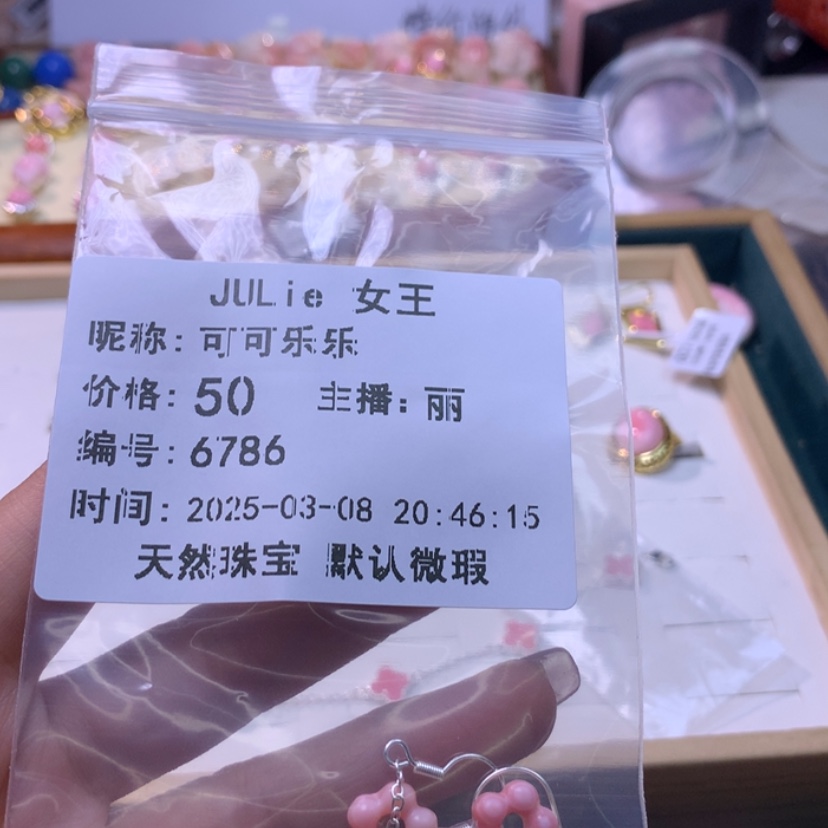 JULie 女王
昵称: 可可乐乐
价格: 50 主播: 丽
编号: 6786
时间: 2025-03-08 20:46:15
天然珠宝 默认微瑕